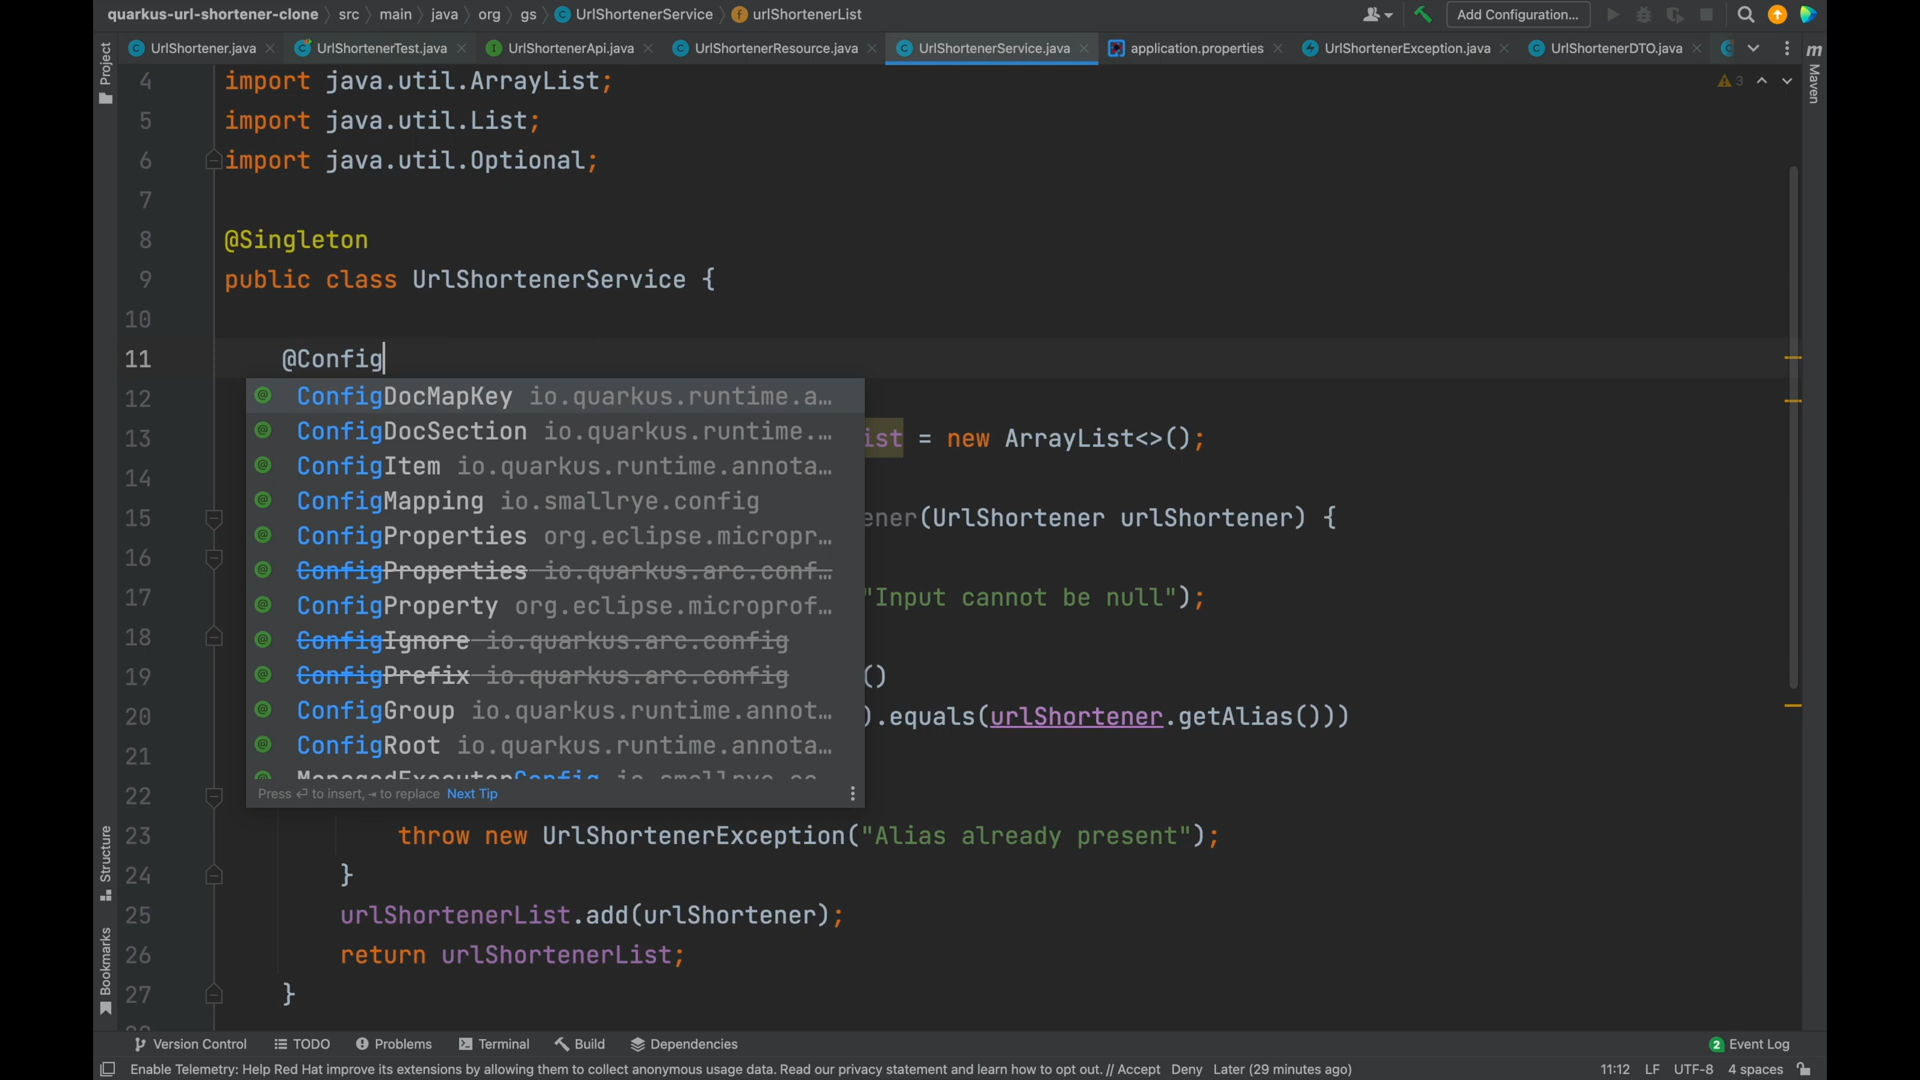 quarkus-url-shortener-clone src main java org gs UrlShortenerService urlShortenerList
Add Configuration...
UrlShortener.java UrlShortenerTest.java UrlShortenerApi.java UrlShortenerResource.java UrlShortenerService.java application.properties UrlShortenerException.java UrlShortenerDTO.java
Project
Maven
3
4 import java.util.ArrayList;
5 import java.util.List;
6 import java.util.Optional;
7
8 @Singleton
9 public class UrlShortenerService {
10
11 @Config
12
13 ist = new ArrayList<>();
14
15 ener(UrlShortener urlShortener) {
16
17 "Input cannot be null");
18
19 ()
20 ).equals(urlShortener.getAlias()))
21
22
23 throw new UrlShortenerException("Alias already present");
24 }
25 urlShortenerList.add(urlShortener);
26 return urlShortenerList;
27 }
ConfigDocMapKey io.quarkus.runtime.a...
ConfigDocSection io.quarkus.runtime....
ConfigItem io.quarkus.runtime.annota...
ConfigMapping io.smallrye.config
ConfigProperties org.eclipse.micropr...
ConfigProperties io.quarkus.arc.conf...
ConfigProperty org.eclipse.microprof...
ConfigIgnore io.quarkus.arc.config
ConfigPrefix io.quarkus.arc.config
ConfigGroup io.quarkus.runtime.annot...
ConfigRoot io.quarkus.runtime.annota...
Press ⏎ to insert, ⇥ to replace Next Tip
Structure
Bookmarks
Version Control TODO Problems Terminal Build Dependencies
2 Event Log
Enable Telemetry: Help Red Hat improve its extensions by allowing them to collect anonymous usage data. Read our privacy statement and learn how to opt out. // Accept Deny Later (29 minutes ago)
11:12 LF UTF-8 4 spaces